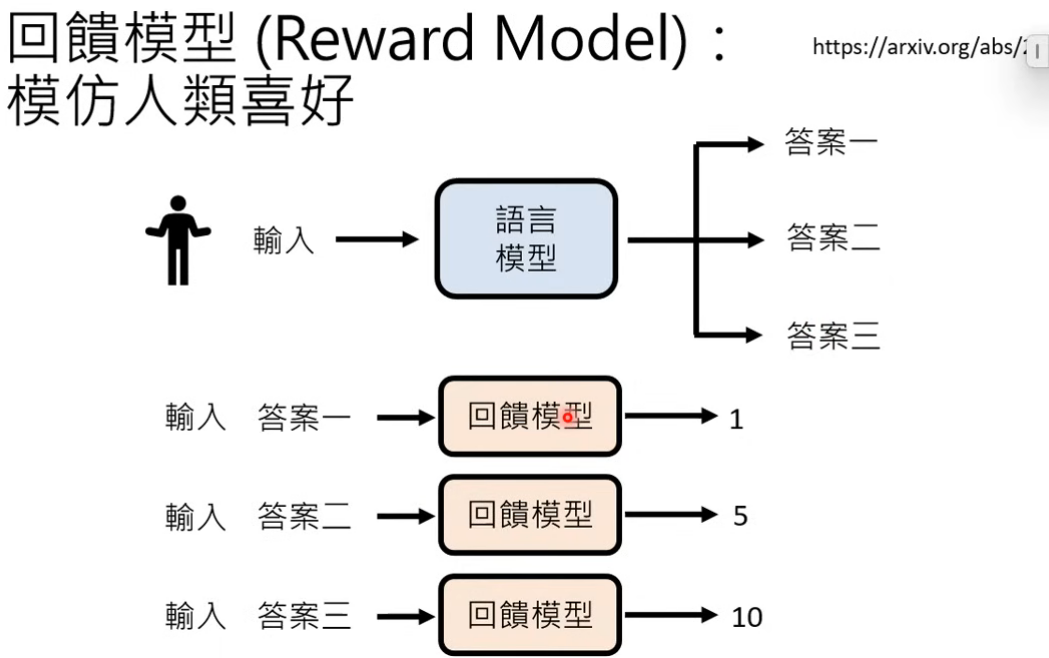 回饋模型 (Reward Model)：
模仿人類喜好
https://arxiv.org/abs/
輸入
語言
模型
答案一
答案二
答案三
輸入 答案一 回饋模型 1
輸入 答案二 回饋模型 5
輸入 答案三 回饋模型 10